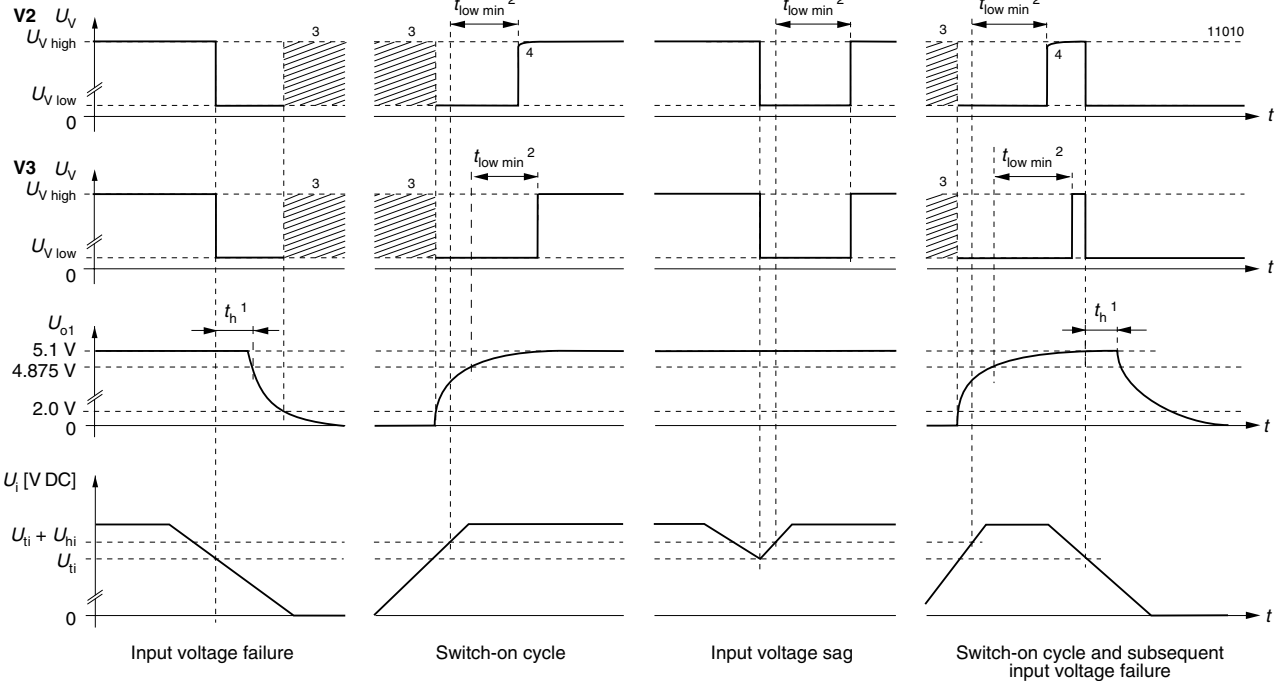 V2 U_V
U_V high
U_V low
0
3
3
t_low min 2
4
t_low min 2
3
t_low min 2
4
11010
t
V3 U_V
U_V high
U_V low
0
3
3
t_low min 2
3
t_low min 2
t
U_o1
5.1 V
4.875 V
2.0 V
0
t_h 1
t_h 1
t
U_i [V DC]
U_ti + U_hi
U_ti
0
t
Input voltage failure
Switch-on cycle
Input voltage sag
Switch-on cycle and subsequent
input voltage failure